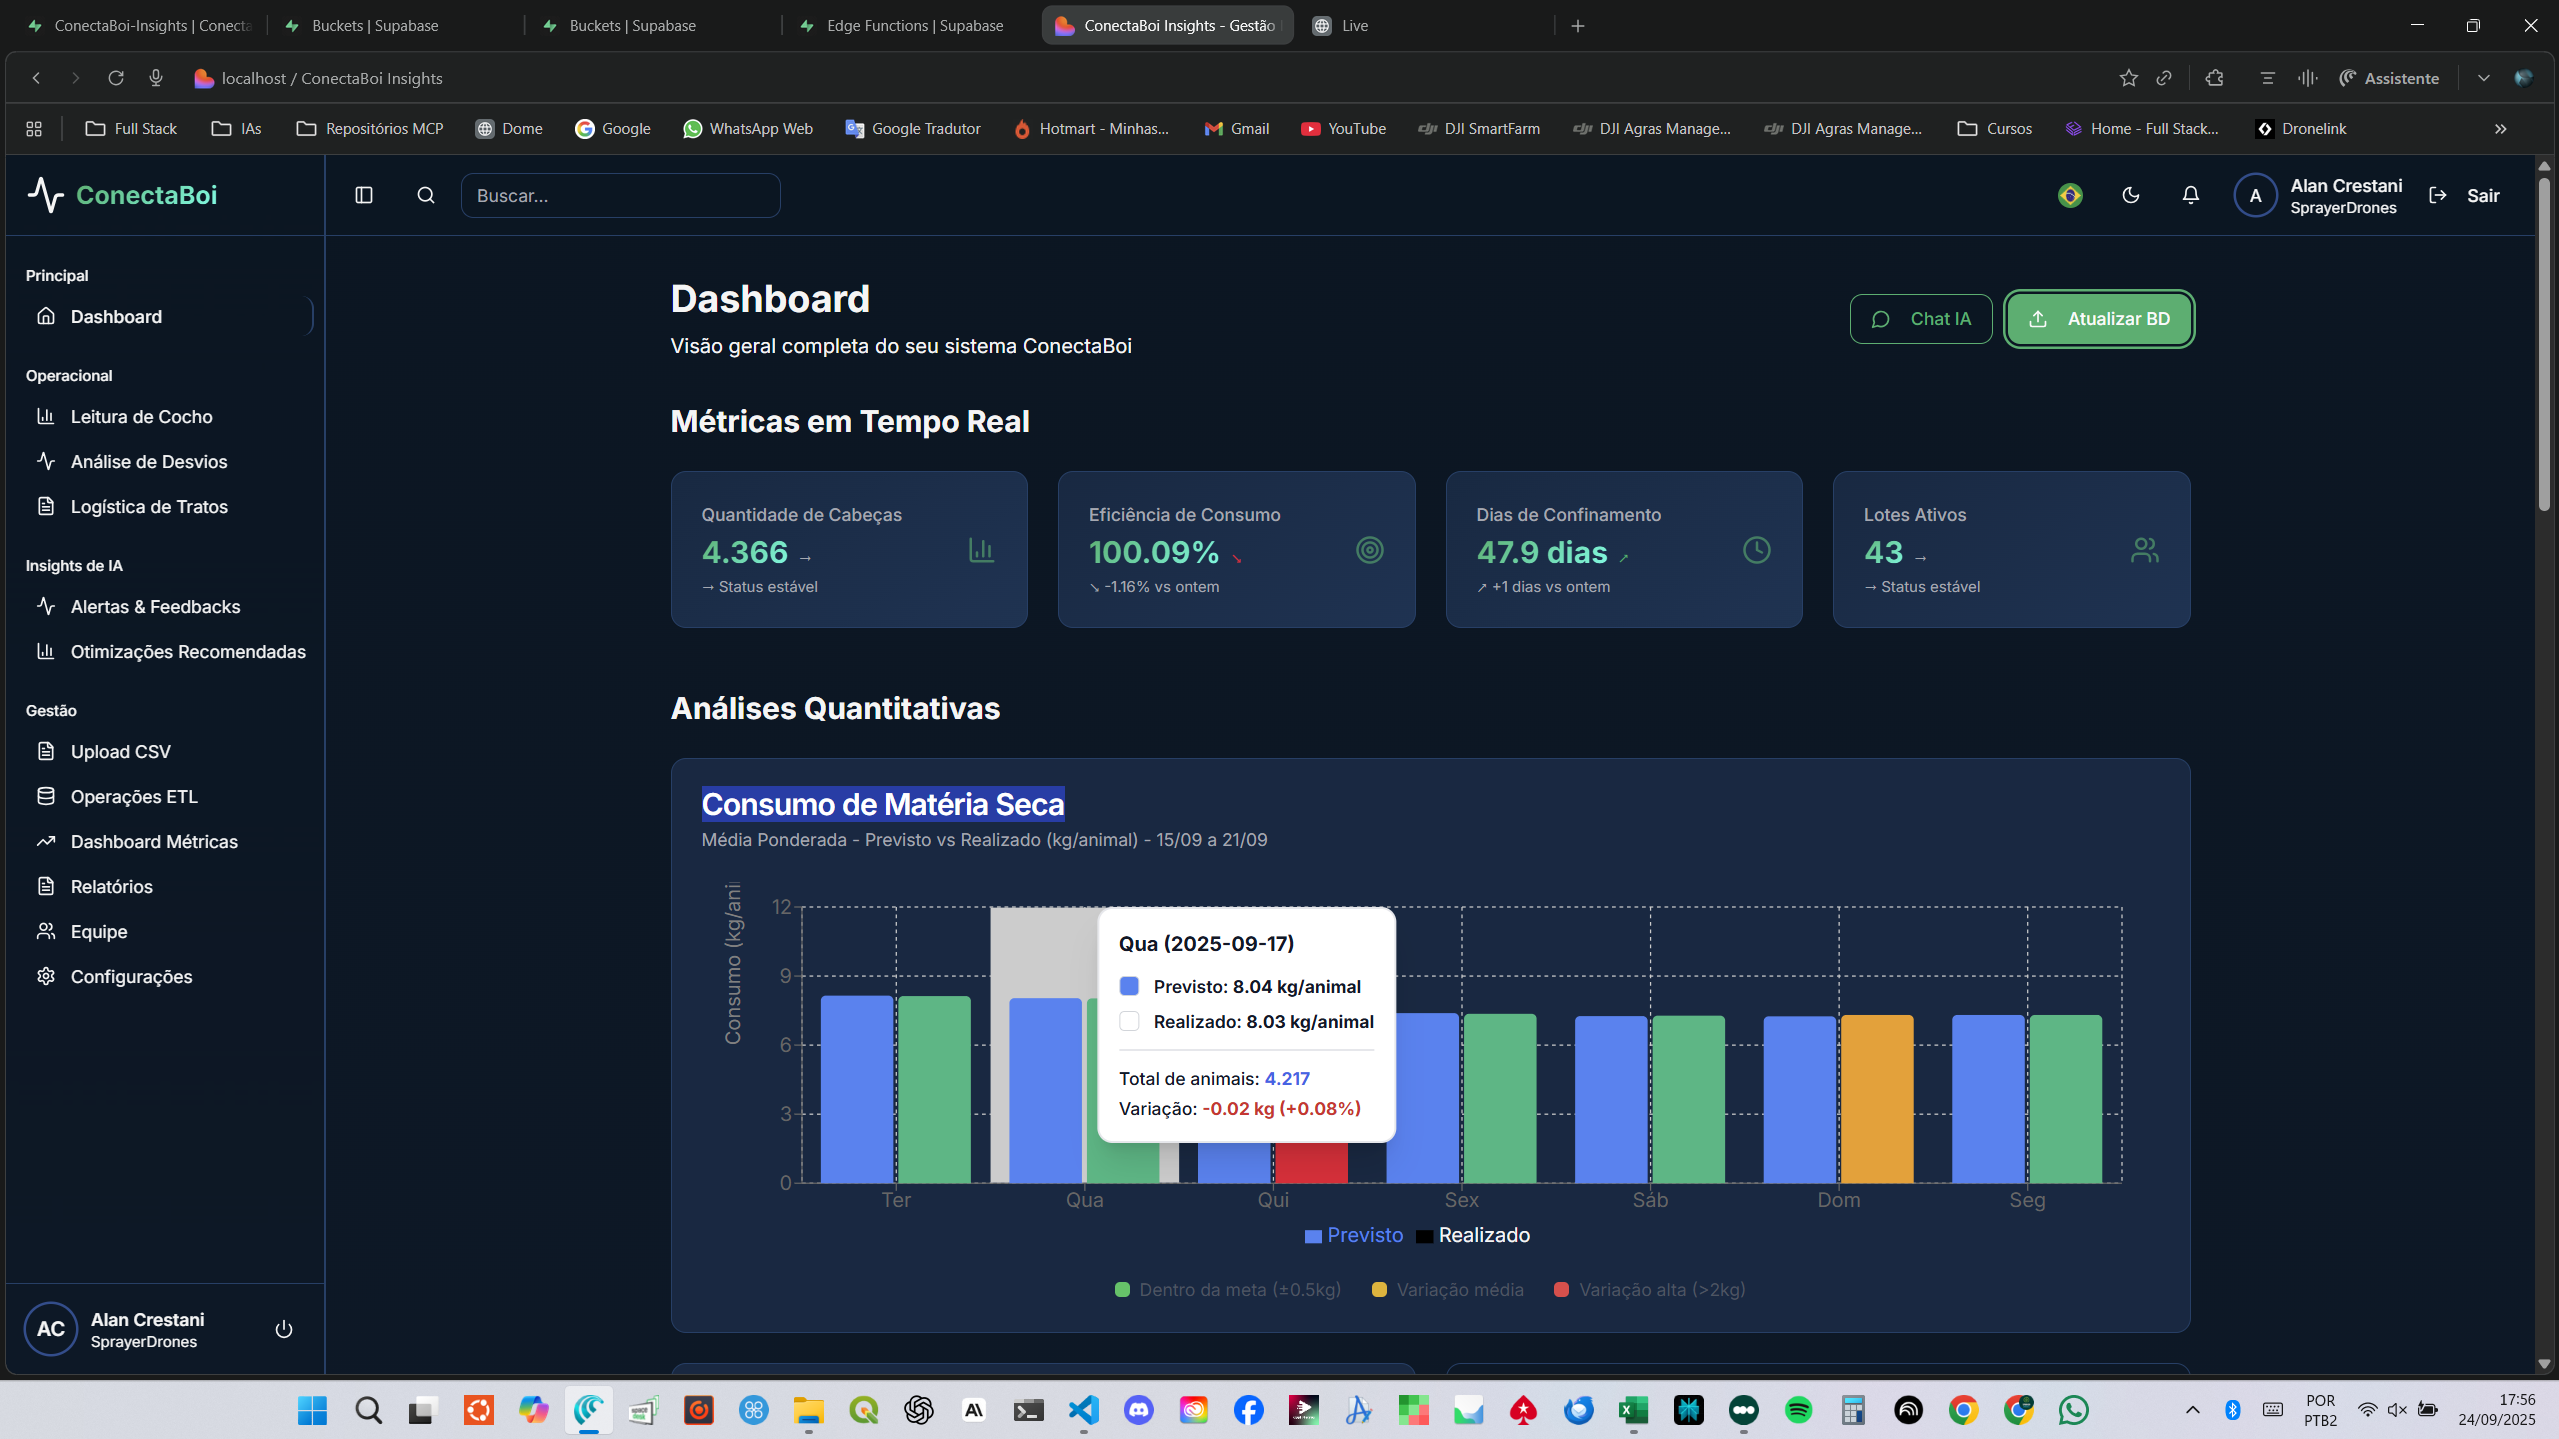 ConectaBoi-Insights | Conecta
Buckets | Supabase
Buckets | Supabase
Edge Functions | Supabase
ConectaBoi Insights - Gestão
Live
localhost / ConectaBoi Insights
Assistente
Full Stack
IAs
Repositórios MCP
Dome
Google
WhatsApp Web
Google Tradutor
Hotmart - Minhas...
Gmail
YouTube
DJI SmartFarm
DJI Agras Manage...
DJI Agras Manage...
Cursos
Home - Full Stack...
Dronelink
ConectaBoi
Buscar...
A
Alan Crestani
SprayerDrones
Sair
Principal
Dashboard
Operacional
Leitura de Cocho
Análise de Desvios
Logística de Tratos
Insights de IA
Alertas & Feedbacks
Otimizações Recomendadas
Gestão
Upload CSV
Operações ETL
Dashboard Métricas
Relatórios
Equipe
Configurações
AC
Alan Crestani
SprayerDrones
Dashboard
Visão geral completa do seu sistema ConectaBoi
Chat IA
Atualizar BD
Métricas em Tempo Real
Quantidade de Cabeças
4.366 →
→ Status estável
Eficiência de Consumo
100.09% ↘
↘ -1.16% vs ontem
Dias de Confinamento
47.9 dias ↗
↗ +1 dias vs ontem
Lotes Ativos
43 →
→ Status estável
Análises Quantitativas
Consumo de Matéria Seca
Média Ponderada - Previsto vs Realizado (kg/animal) - 15/09 a 21/09
Consumo (kg/ani
12
9
6
3
0
Qua (2025-09-17)
Previsto: 8.04 kg/animal
Realizado: 8.03 kg/animal
Total de animais: 4.217
Variação: -0.02 kg (+0.08%)
Ter
Qua
Qui
Sex
Sáb
Dom
Seg
Previsto
Realizado
Dentro da meta (±0.5kg)
Variação média
Variação alta (>2kg)
POR
PTB2
17:56
24/09/2025